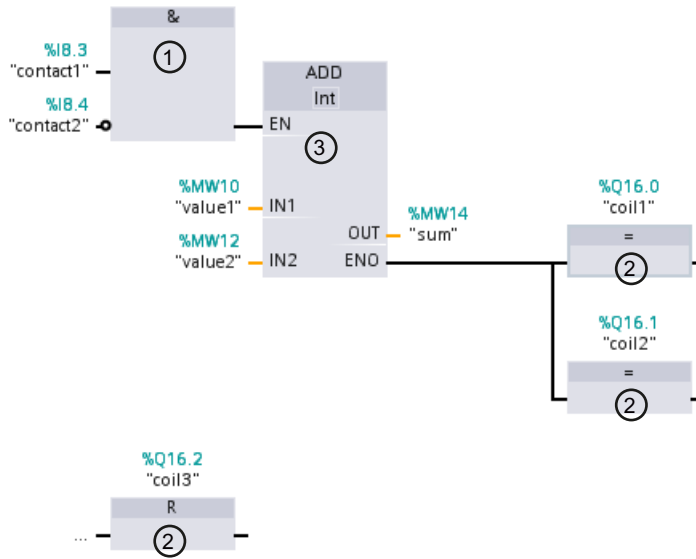 &
1
%I8.3
"contact1"
%I8.4
"contact2"
ADD
Int
EN
3
%MW10
"value1"
IN1
%MW14
OUT
"sum"
%MW12
"value2"
IN2
ENO
%Q16.0
"coil1"
=
2
%Q16.1
"coil2"
=
2
%Q16.2
"coil3"
R
...
2